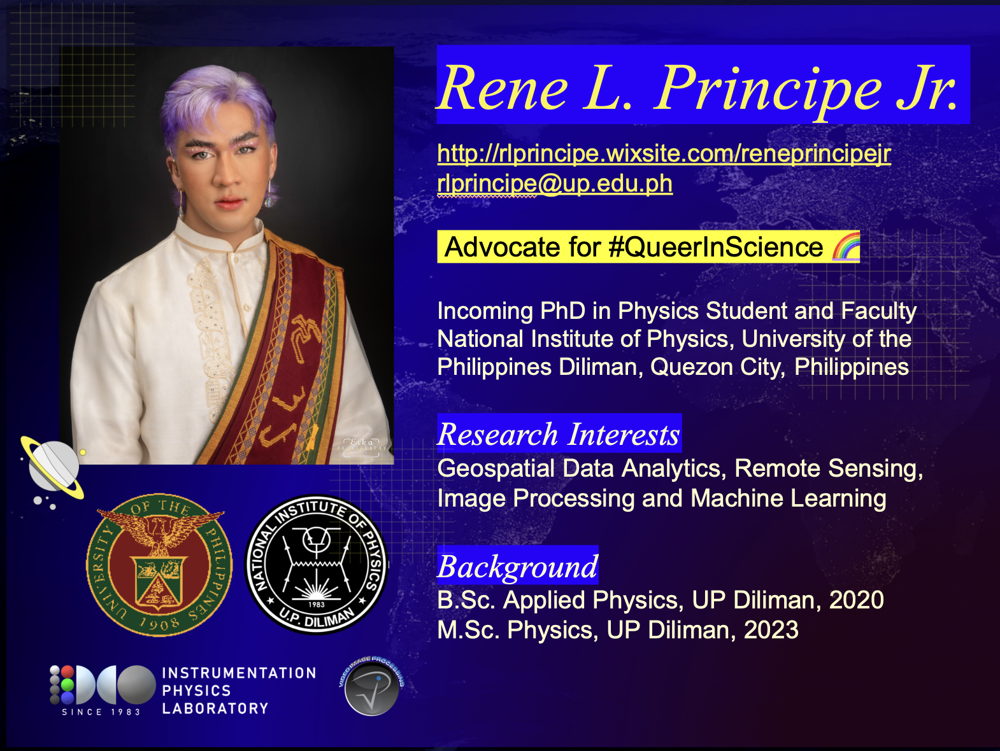 Rene L. Principe Jr.
http://rlprincipe.wixsite.com/reneprincipejr
rlprincipe@up.edu.ph
Advocate for #QueerInScience 🌈
Incoming PhD in Physics Student and Faculty
National Institute of Physics, University of the
Philippines Diliman, Quezon City, Philippines
Research Interests
Geospatial Data Analytics, Remote Sensing,
Image Processing and Machine Learning
Background
B.Sc. Applied Physics, UP Diliman, 2020
M.Sc. Physics, UP Diliman, 2023
Eska
PHOTOGRAPHY
UNIVERSITY OF THE PHILIPPINES
1908
NATIONAL INSTITUTE OF PHYSICS
1983
U.P. DILIMAN
INSTRUMENTATION
PHYSICS
LABORATORY
SINCE 1983
VIDEO IMAGE PROCESSING